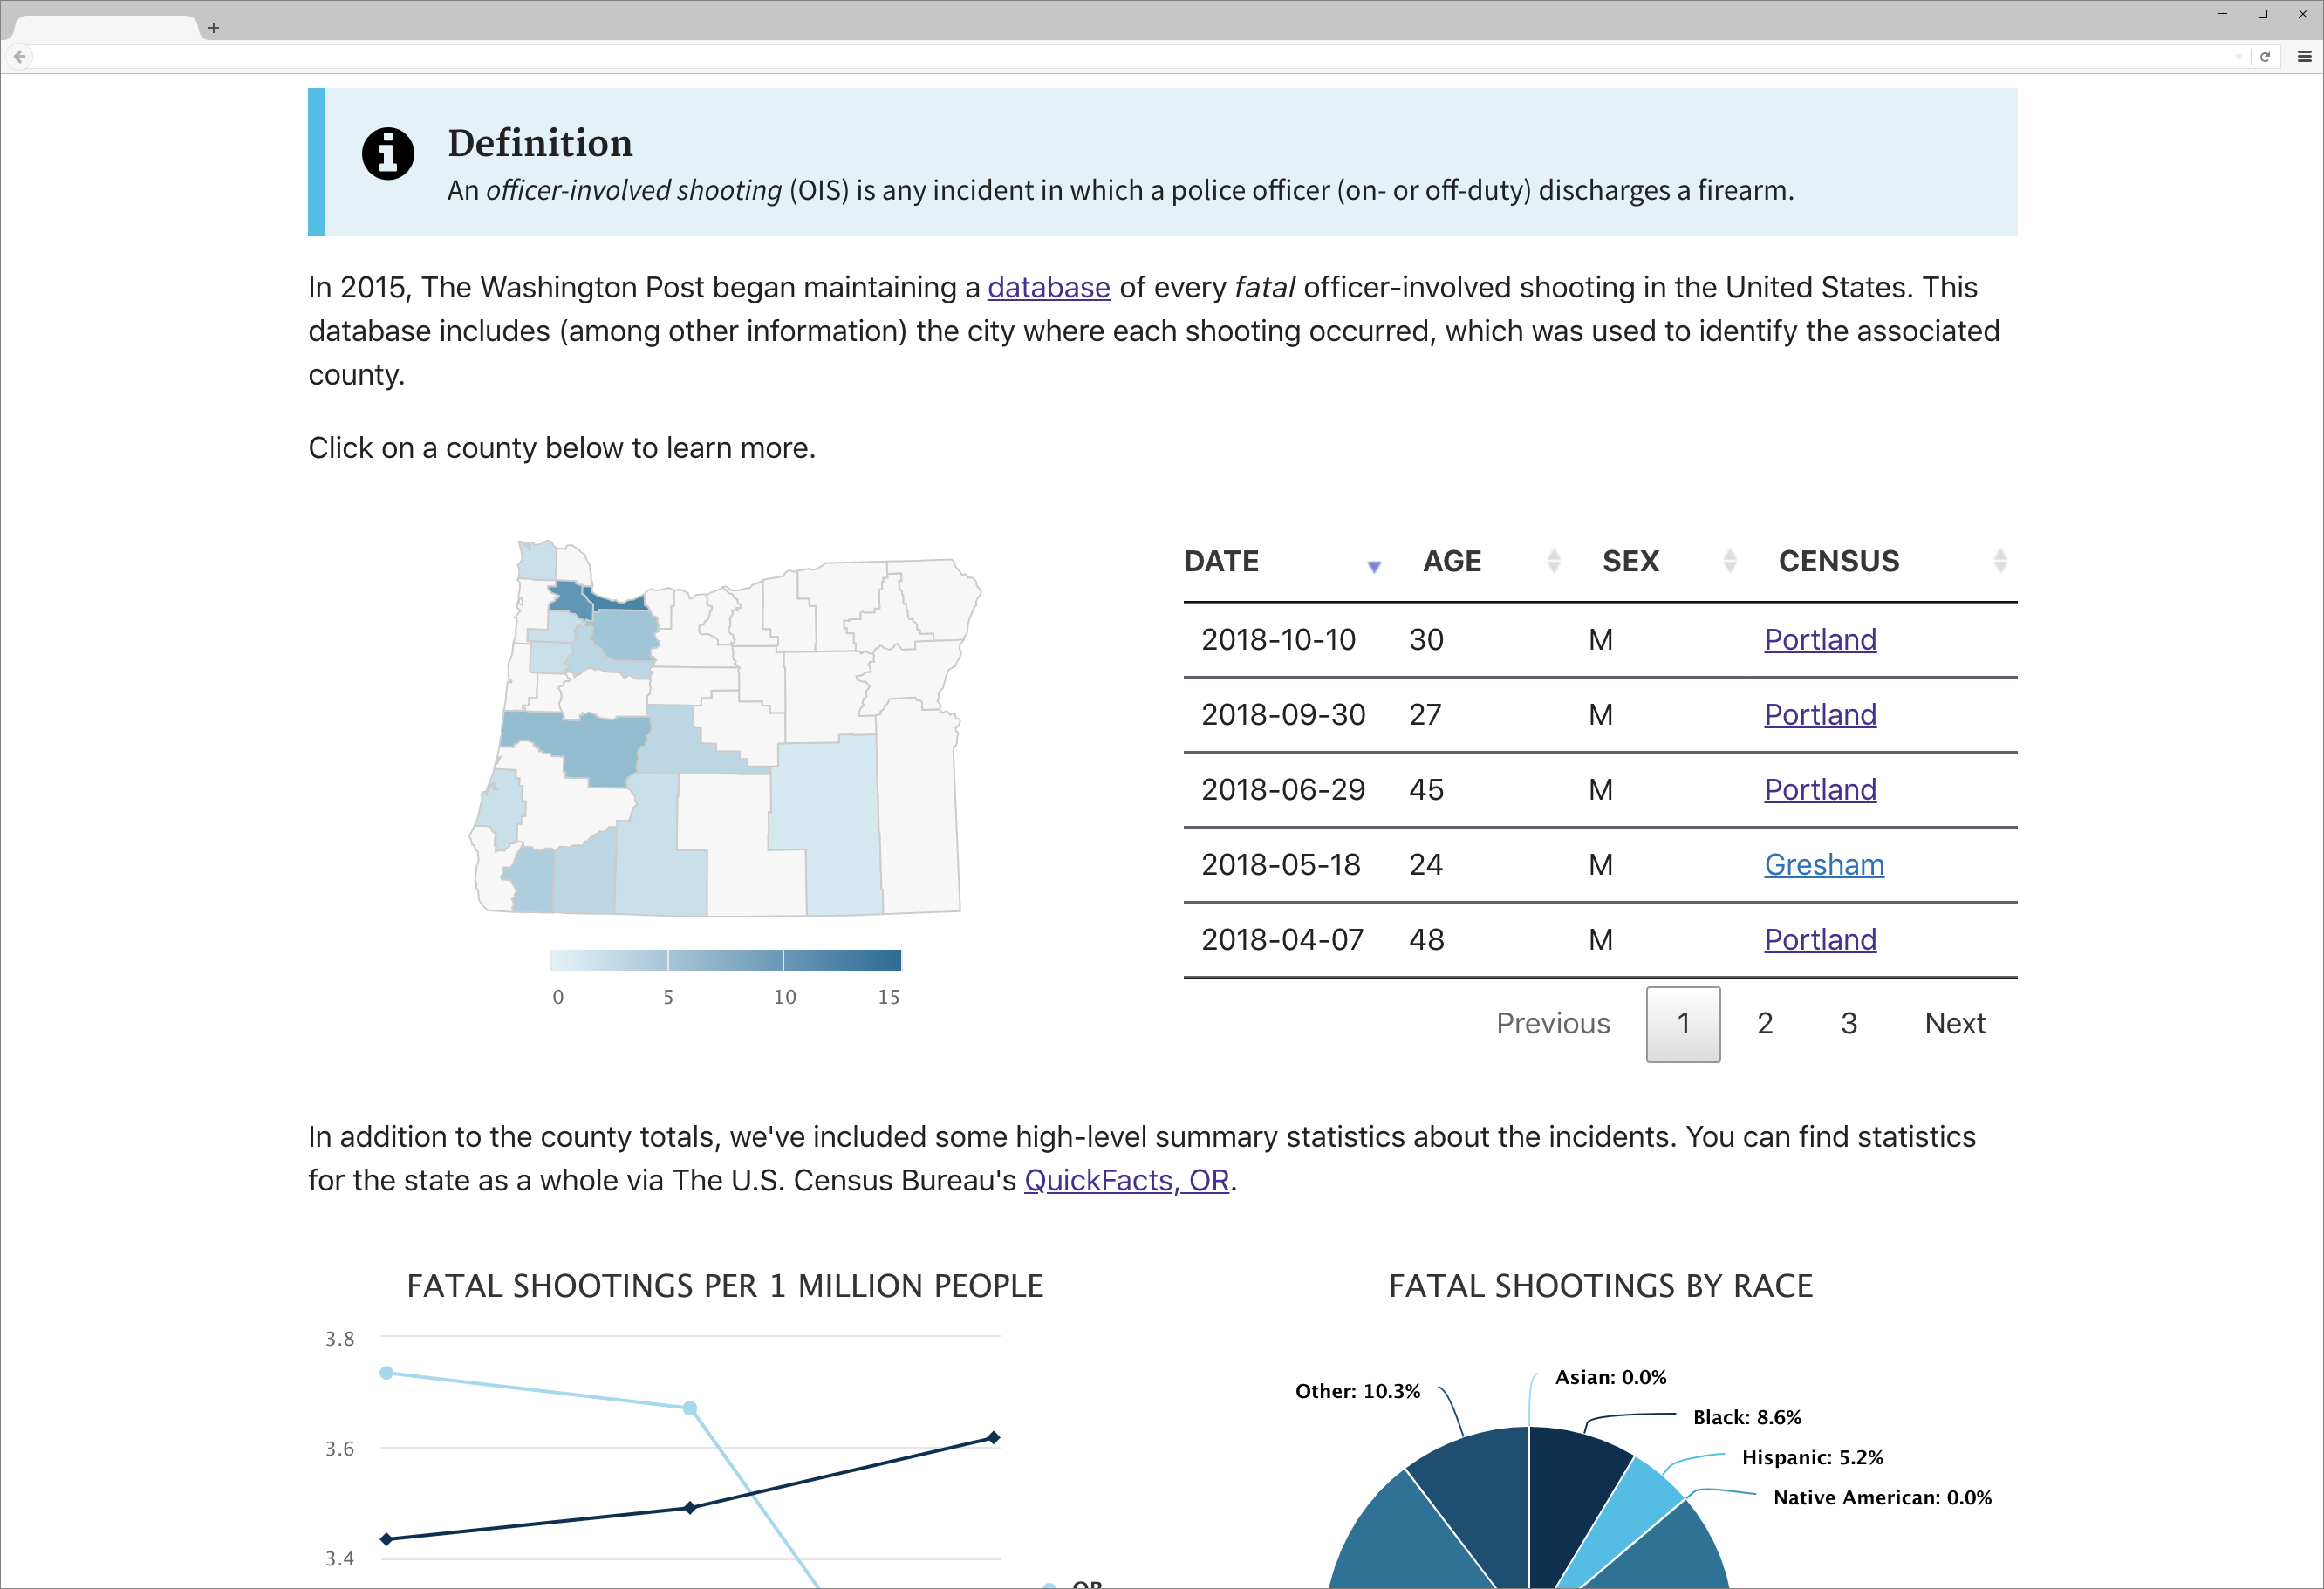 +
Definition
An officer-involved shooting (OIS) is any incident in which a police officer (on- or off-duty) discharges a firearm.
In 2015, The Washington Post began maintaining a database of every fatal officer-involved shooting in the United States. This
database includes (among other information) the city where each shooting occurred, which was used to identify the associated
county.
Click on a county below to learn more.
0 5 10 15
DATE AGE SEX CENSUS
2018-10-10 30 M Portland
2018-09-30 27 M Portland
2018-06-29 45 M Portland
2018-05-18 24 M Gresham
2018-04-07 48 M Portland
Previous 1 2 3 Next
In addition to the county totals, we've included some high-level summary statistics about the incidents. You can find statistics
for the state as a whole via The U.S. Census Bureau's QuickFacts, OR.
FATAL SHOOTINGS PER 1 MILLION PEOPLE
3.8
3.6
3.4
OR
FATAL SHOOTINGS BY RACE
Asian: 0.0%
Other: 10.3%
Black: 8.6%
Hispanic: 5.2%
Native American: 0.0%